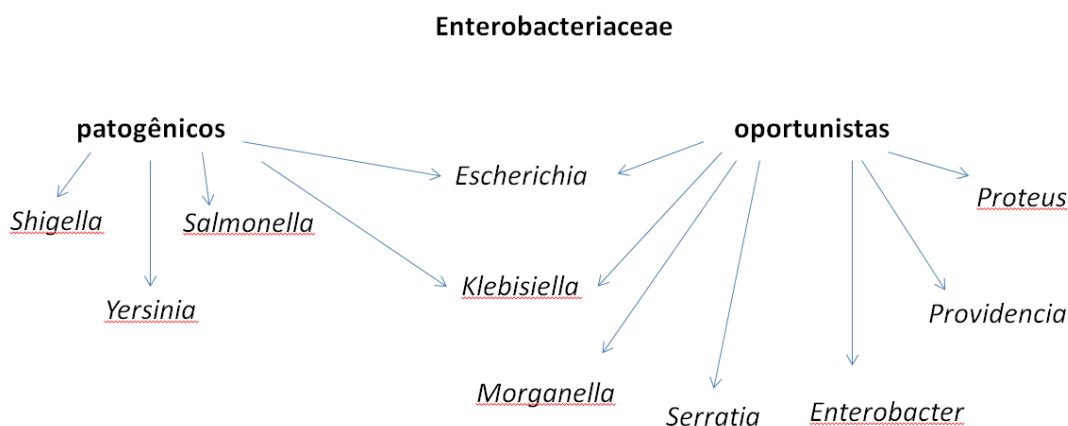 Enterobacteriaceae
patogênicos
oportunistas
Escherichia
Proteus
Shigella
Salmonella
Klebisiella
Yersinia
Providencia
Morganella
Serratia
Enterobacter